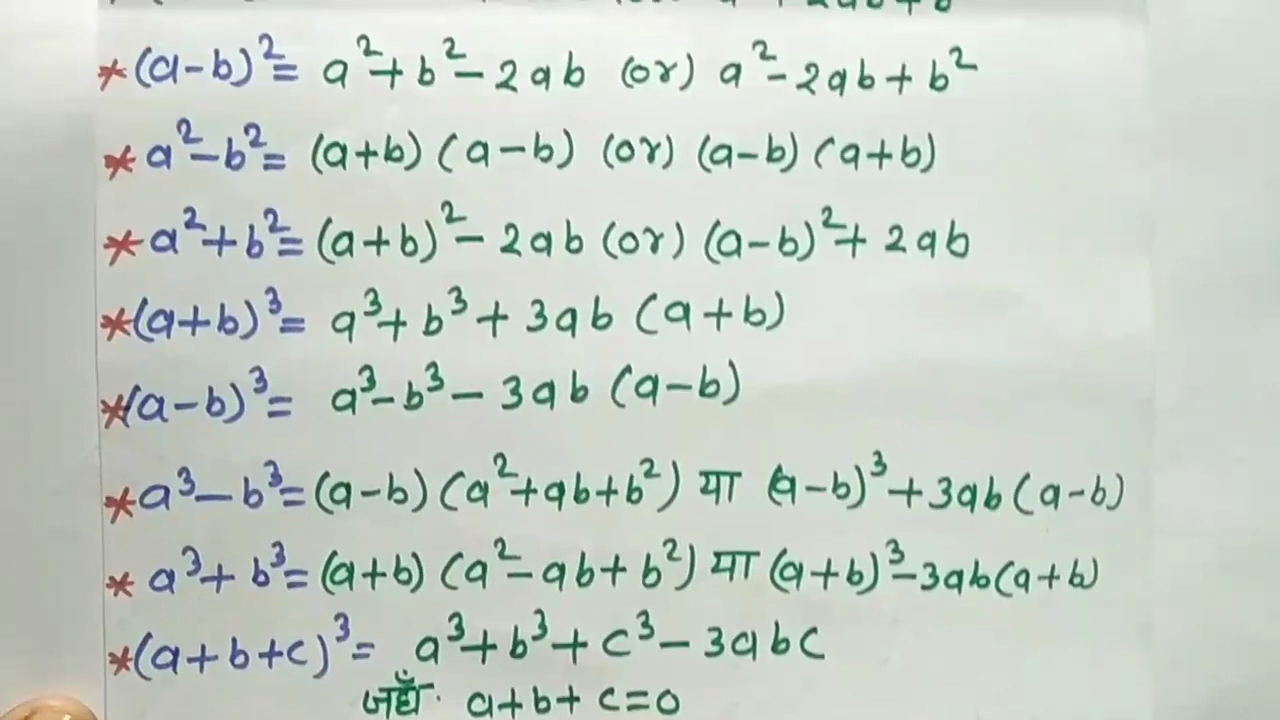 *(a-b)²= a²+b²-2ab (or) a²-2ab+b²
*a²-b²= (a+b)(a-b) (or) (a-b)(a+b)
*a²+b²=(a+b)²-2ab (or) (a-b)²+2ab
*(a+b)³= a³+b³+3ab(a+b)
*(a-b)³= a³-b³-3ab(a-b)
*a³-b³=(a-b)(a²+ab+b²) या (a-b)³+3ab(a-b)
*a³+b³=(a+b)(a²-ab+b²) या (a+b)³-3ab(a+b)
*(a+b+c)³= a³+b³+c³-3abc
जहाँ a+b+c=0